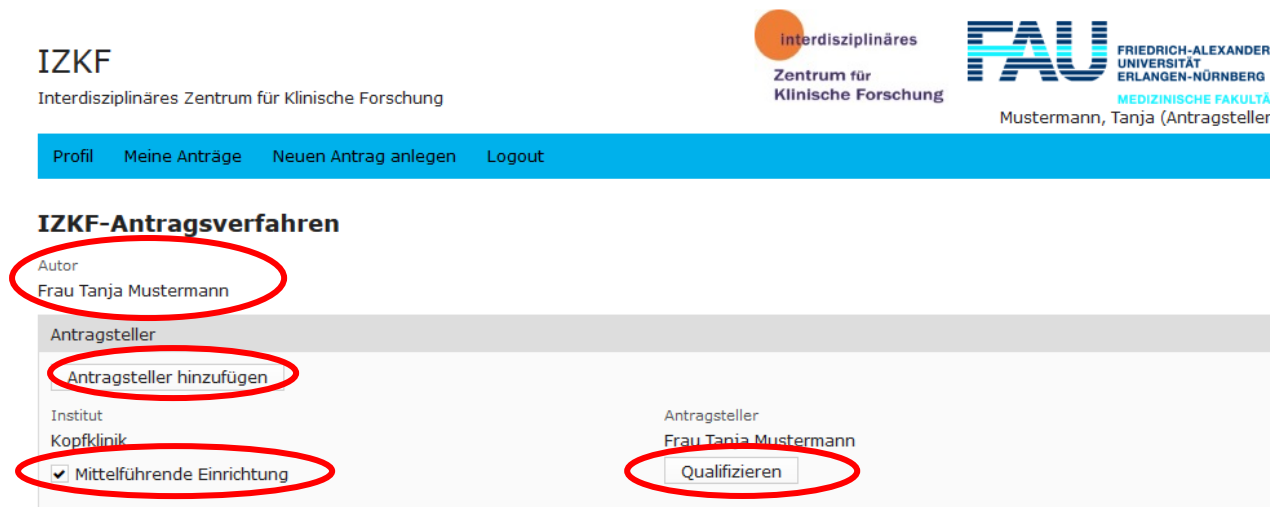 IZKF
Interdisziplinäres Zentrum für Klinische Forschung
interdisziplinäres
Zentrum für
Klinische Forschung
FAU
FRIEDRICH-ALEXANDER
UNIVERSITÄT
ERLANGEN-NÜRNBERG
MEDIZINISCHE FAKULTÄ
Mustermann, Tanja (Antragsteller
Profil Meine Anträge Neuen Antrag anlegen Logout
IZKF-Antragsverfahren
Autor
Frau Tanja Mustermann
Antragsteller
Antragsteller hinzufügen
Institut Antragsteller
Kopfklinik Frau Tanja Mustermann
Mittelführende Einrichtung Qualifizieren